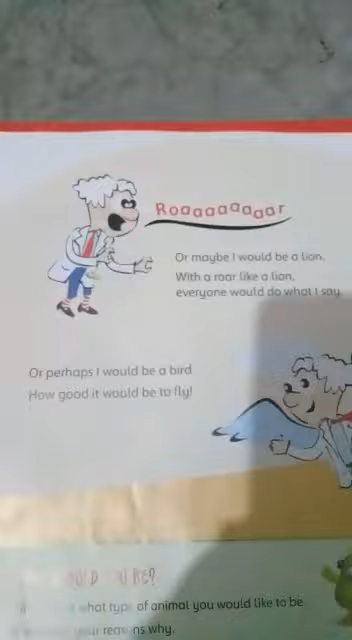 Roaaaaaaaar
Or maybe I would be a lion.
With a roar like a lion,
everyone would do what I say
Or perhaps I would be a bird
How good it would be to fly!
BE?
what type of animal you would like to be
your reasons why.